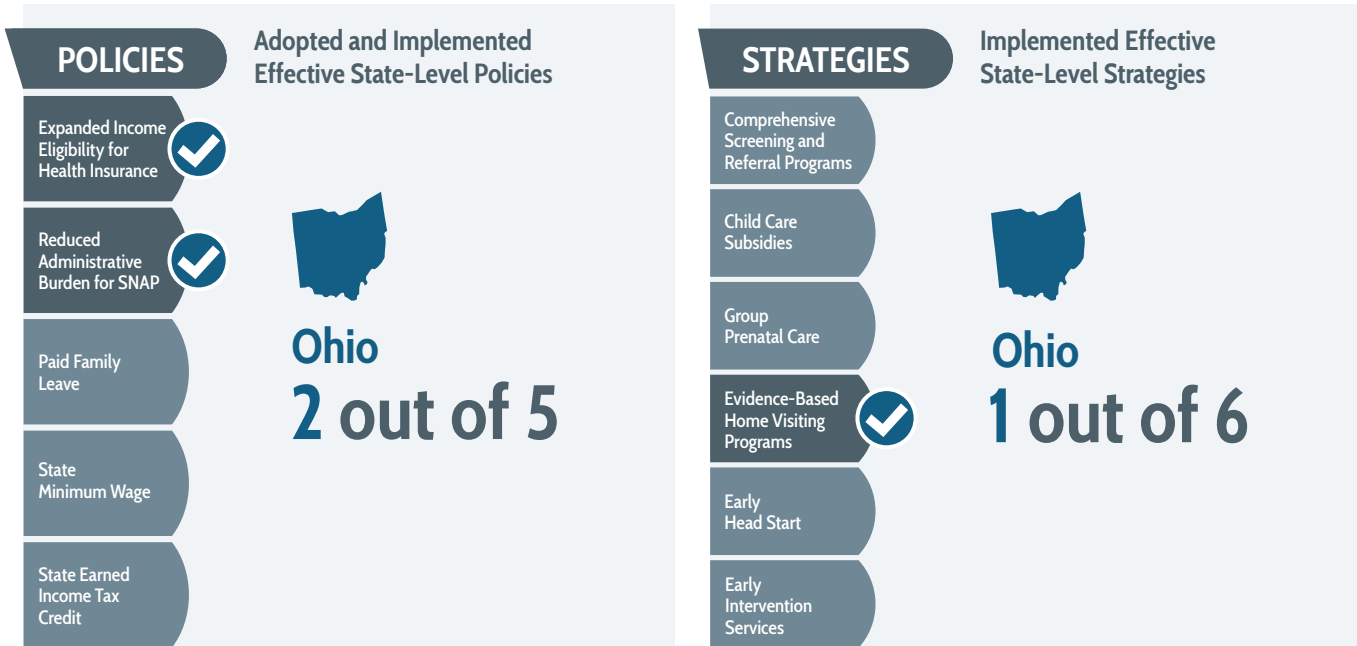 POLICIES
Adopted and Implemented
Effective State-Level Policies
Expanded Income
Eligibility for
Health Insurance
Reduced
Administrative
Burden for SNAP
Paid Family
Leave
State
Minimum Wage
State Earned
Income Tax
Credit
Ohio
2 out of 5
STRATEGIES
Implemented Effective
State-Level Strategies
Comprehensive
Screening and
Referral Programs
Child Care
Subsidies
Group
Prenatal Care
Evidence-Based
Home Visiting
Programs
Early
Head Start
Early
Intervention
Services
Ohio
1 out of 6